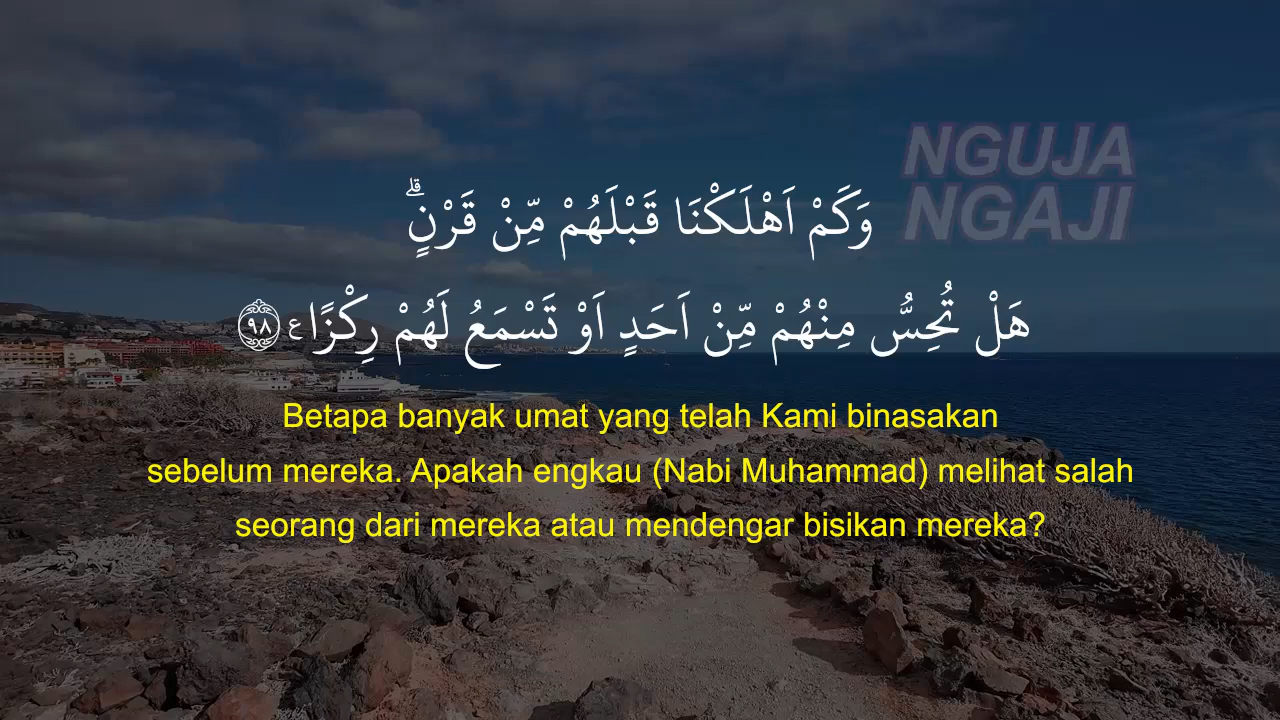 NGUJA
NGAJI
وَكَمْ اَهْلَكْنَا قَبْلَهُمْ مِّنْ قَرْنٍۗ
هَلْ تُحِسُّ مِنْهُمْ مِّنْ اَحَدٍ اَوْ تَسْمَعُ لَهُمْ رِكْزًا ࣖ ۝٩٨
Betapa banyak umat yang telah Kami binasakan
sebelum mereka. Apakah engkau (Nabi Muhammad) melihat salah
seorang dari mereka atau mendengar bisikan mereka?